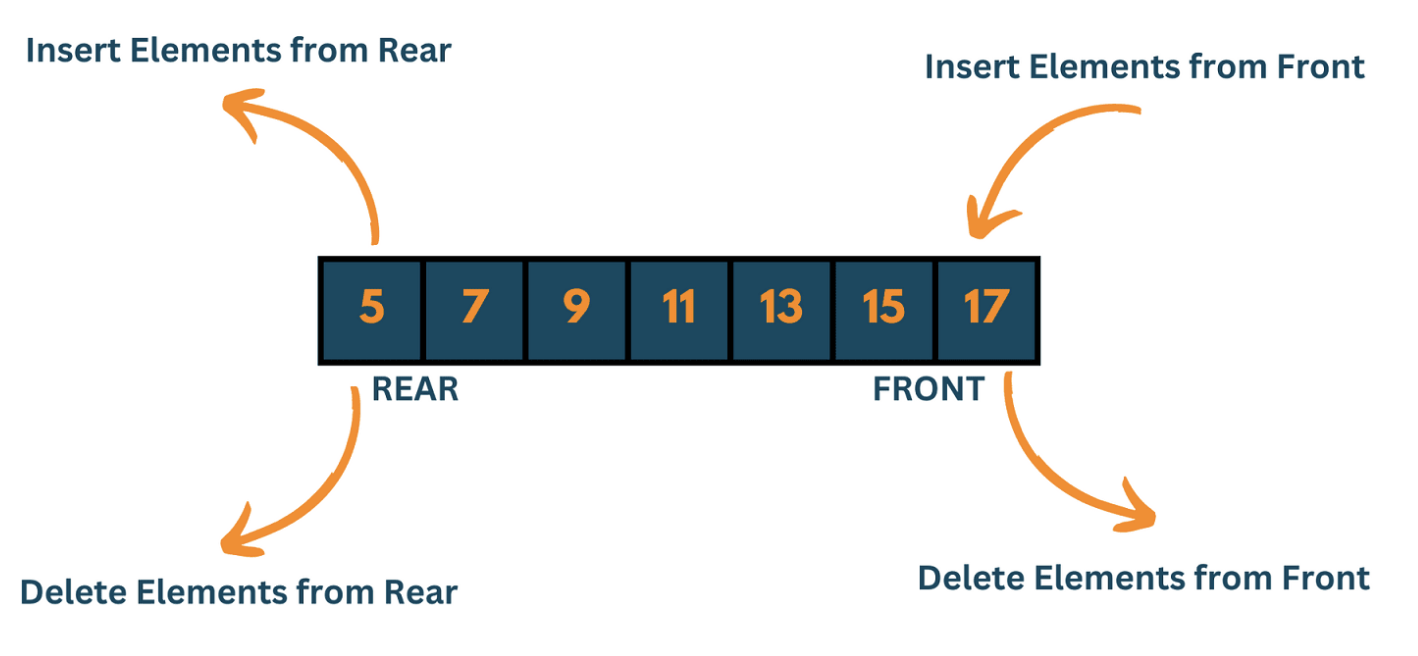 Insert Elements from Rear
Insert Elements from Front
5 7 9 11 13 15 17
REAR
FRONT
Delete Elements from Rear
Delete Elements from Front